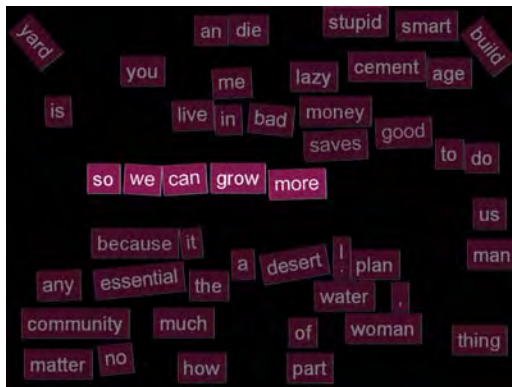 yard an die stupid smart build
you me lazy cement age
is live in bad money
saves good to do
so we can grow more
us
because it a desert I . plan man
any essential the
water ,
community much of woman thing
matter no how part